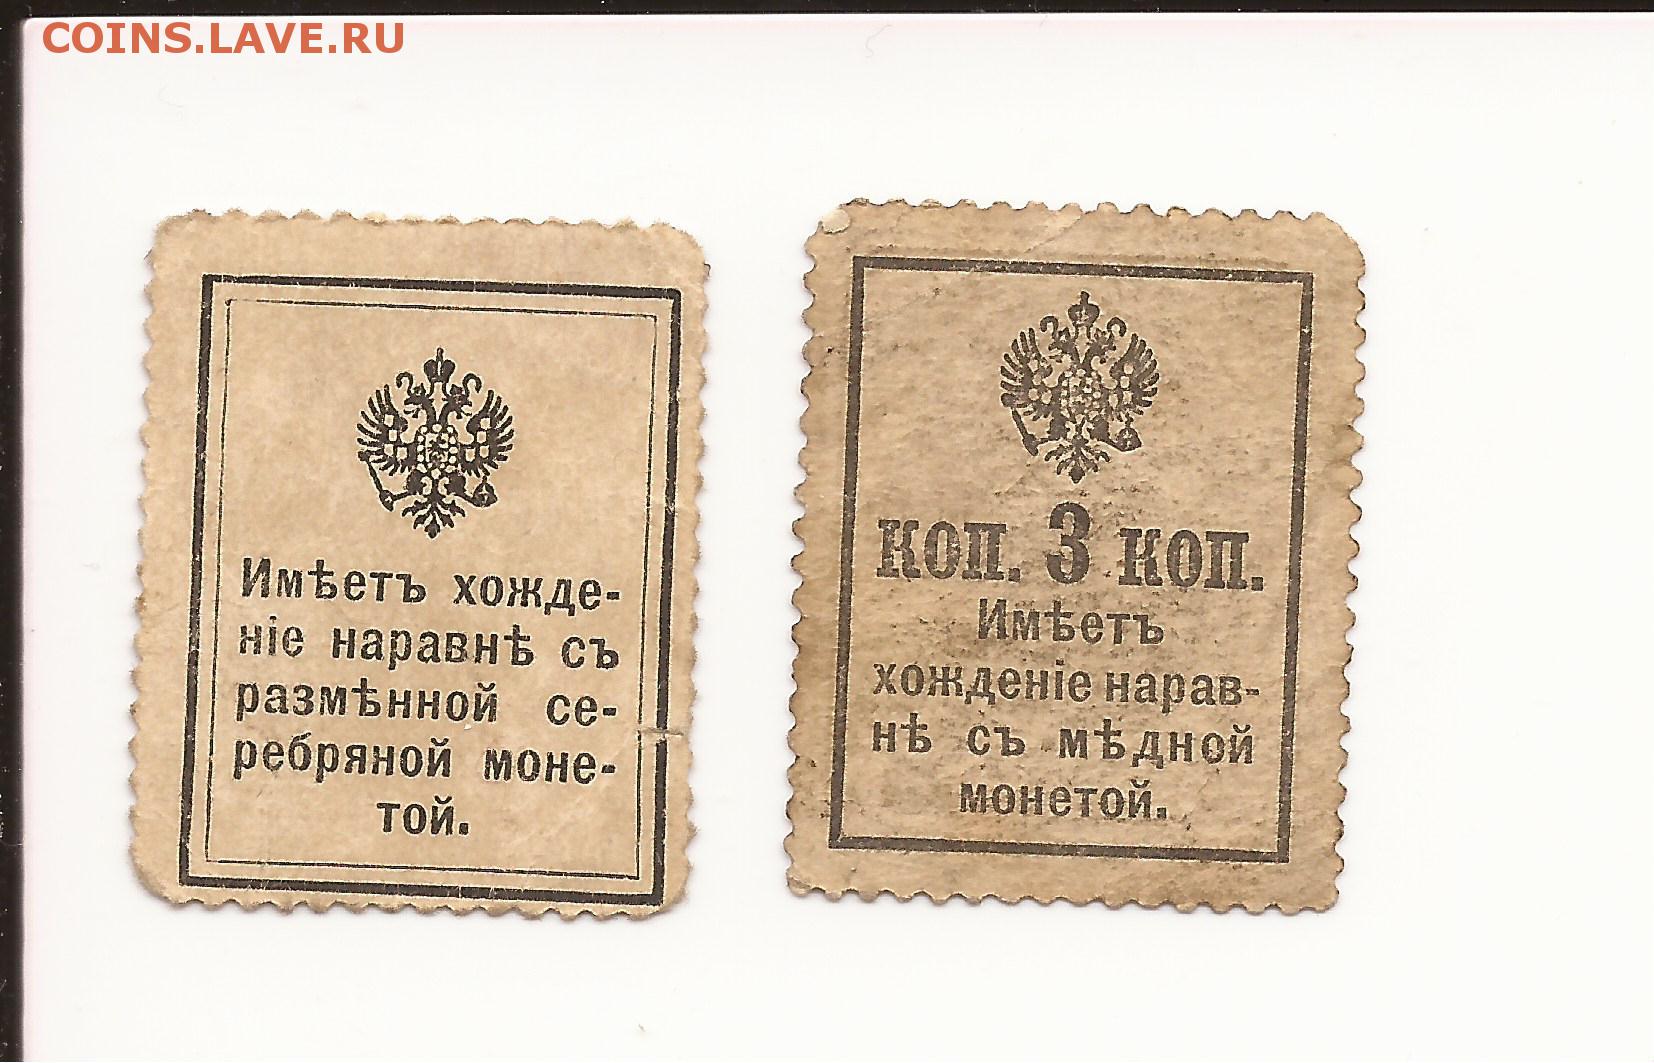 COINS.LAVE.RU
Имѣетъ хожде-
ніе наравнѣ съ
размѣнной се-
ребряной моне-
той.
КОП. 3 КОП.
Имѣетъ
хожденіе нарав-
нѣ съ мѣдной
монетой.